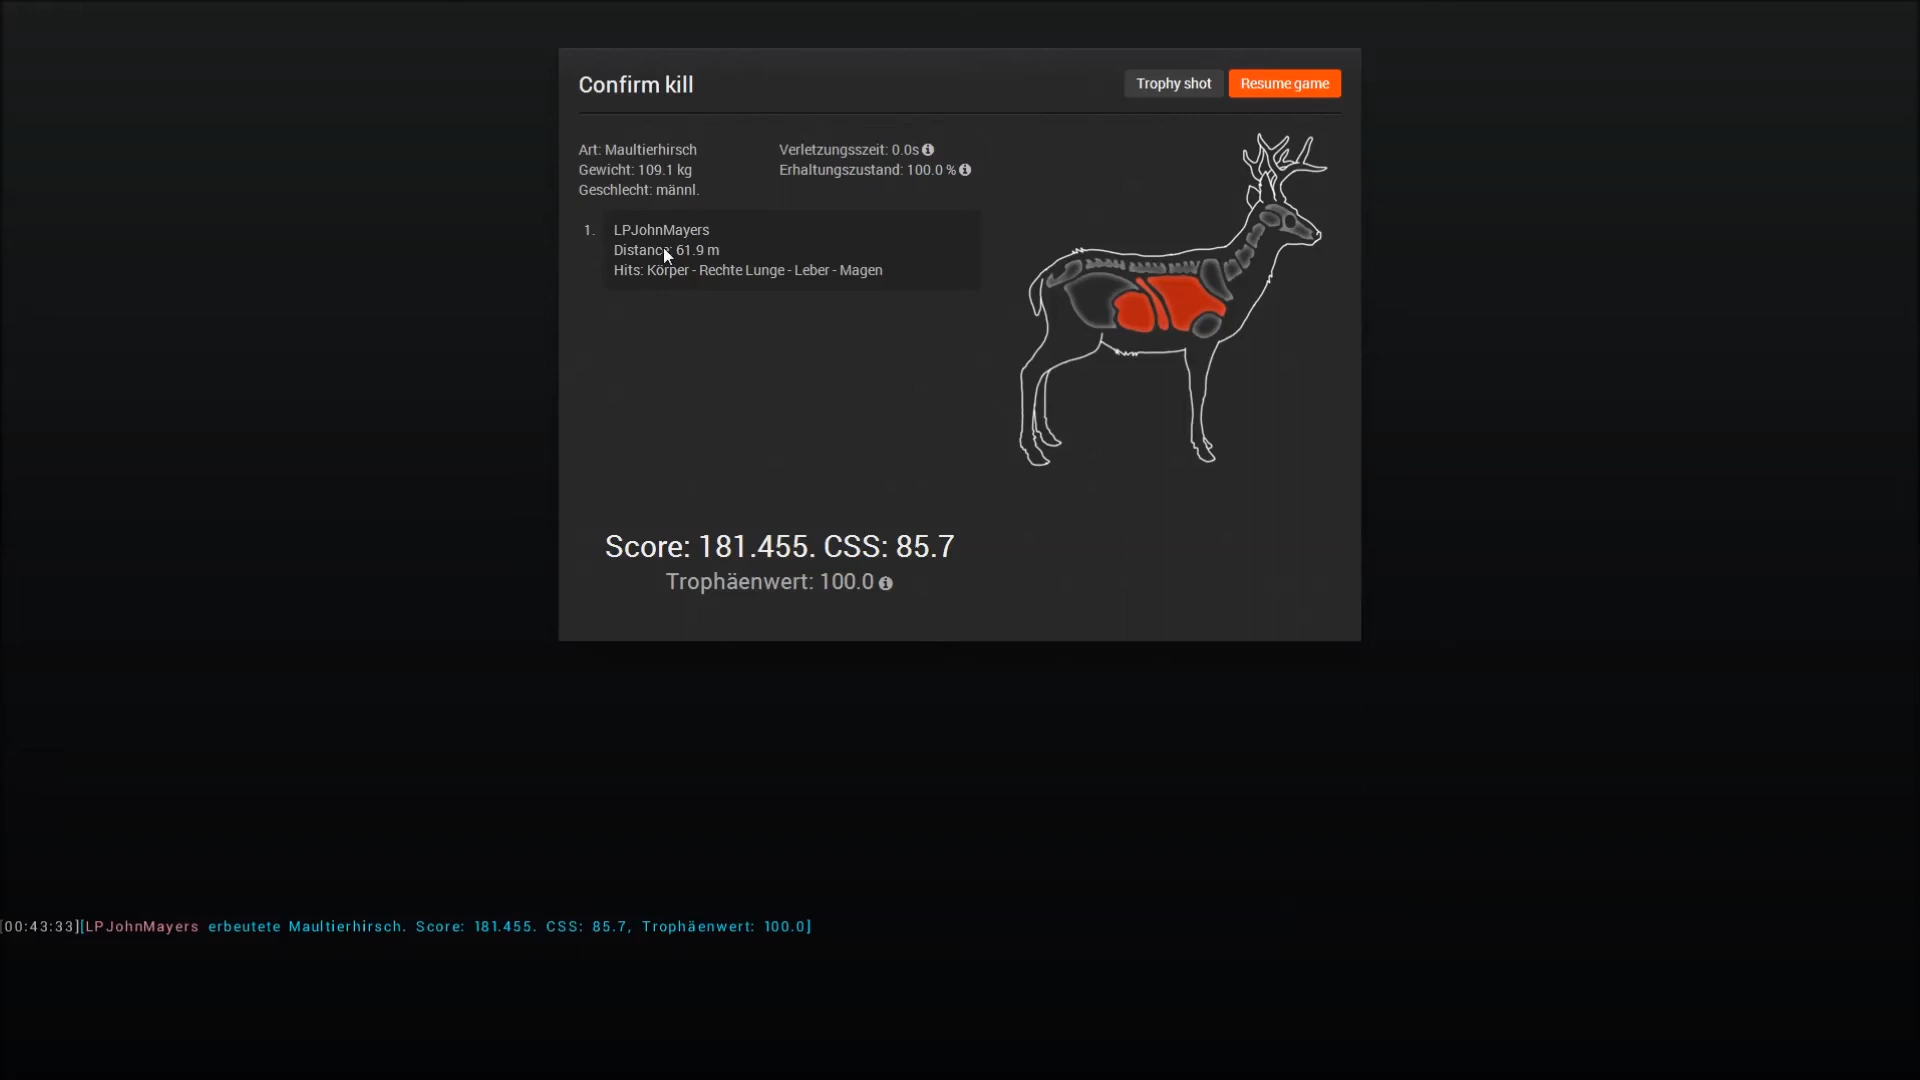 Confirm kill
Trophy shot
Resume game
Art: Maultierhirsch
Gewicht: 109.1 kg
Geschlecht: männl.
Verletzungsszeit: 0.0s
Erhaltungszustand: 100.0 %
1. LPJohnMayers
Distance: 61.9 m
Hits: Körper - Rechte Lunge - Leber - Magen
Score: 181.455. CSS: 85.7
Trophäenwert: 100.0
[00:43:33][LPJohnMayers erbeutete Maultierhirsch. Score: 181.455. CSS: 85.7, Trophäenwert: 100.0]